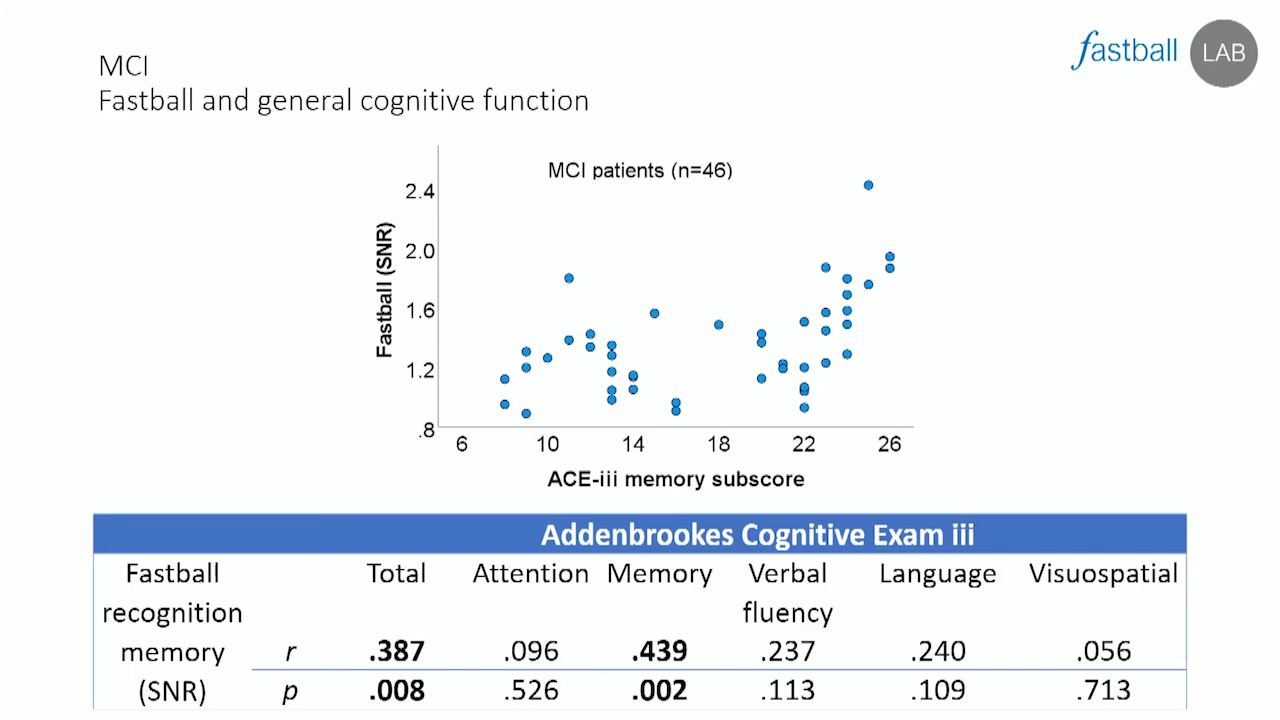 MCI
Fastball and general cognitive function
fastball LAB
MCI patients (n=46)
Fastball (SNR)
2.4
2.0
1.6
1.2
.8
6 10 14 18 22 26
ACE-iii memory subscore
Addenbrookes Cognitive Exam iii
Fastball Total Attention Memory Verbal Language Visuospatial
recognition fluency
memory r .387 .096 .439 .237 .240 .056
(SNR) p .008 .526 .002 .113 .109 .713